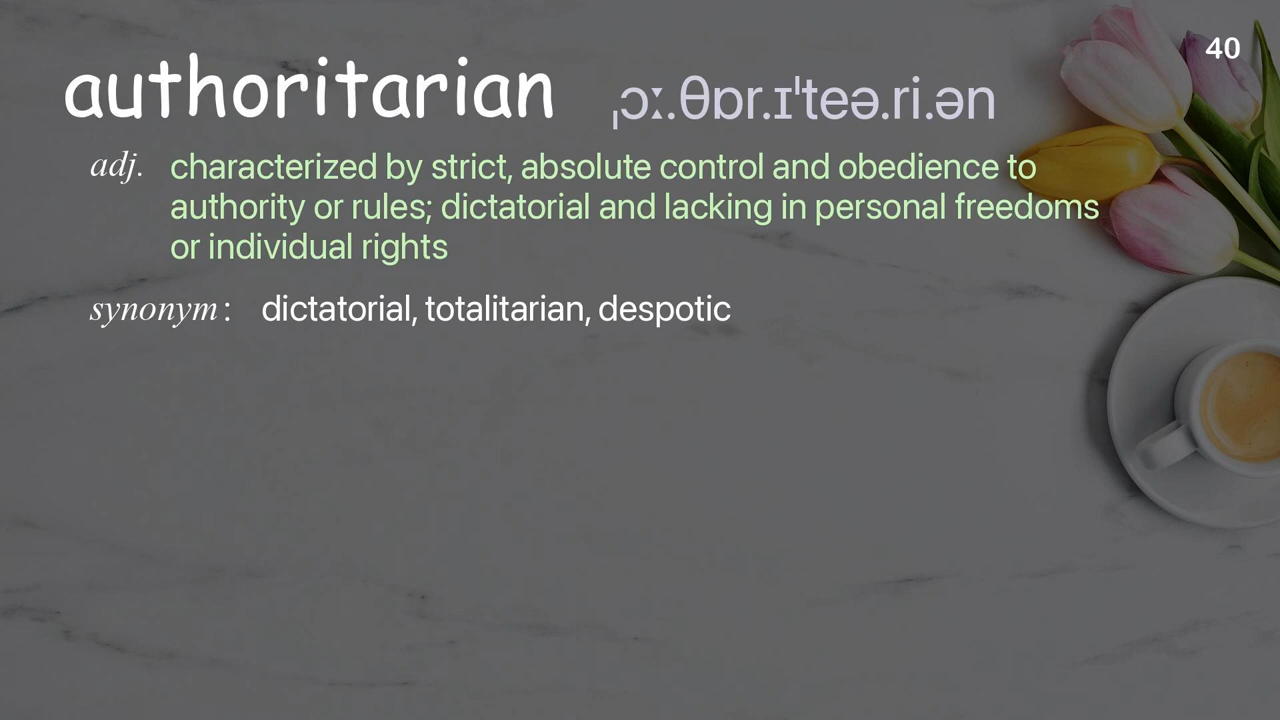 40
authoritarian ˌɔː.θɒr.ɪˈteə.ri.ən
adj. characterized by strict, absolute control and obedience to
authority or rules; dictatorial and lacking in personal freedoms
or individual rights
synonym: dictatorial, totalitarian, despotic